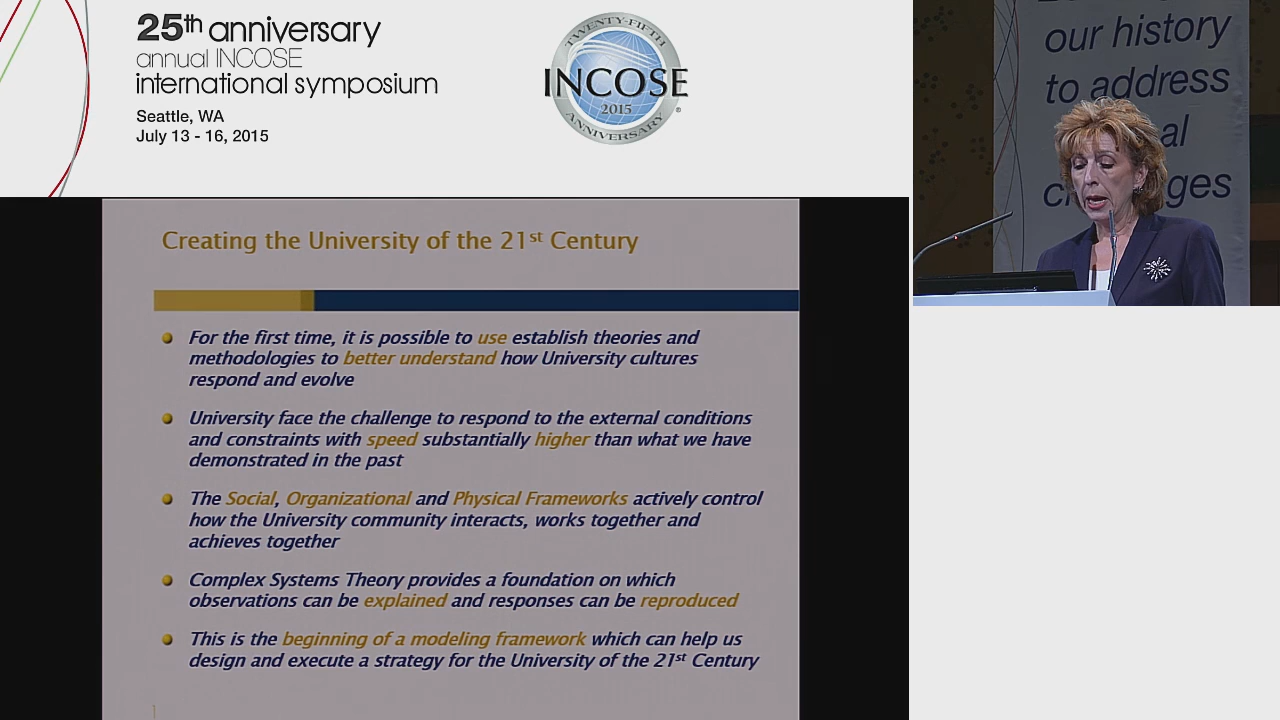 25th anniversary
annual INCOSE
international symposium
Seattle, WA
July 13 - 16, 2015
TWENTY-FIFTH
INCOSE
2015
ANNIVERSARY
®
our history
to address
al
ges
Creating the University of the 21st Century
For the first time, it is possible to use establish theories and
methodologies to better understand how University cultures
respond and evolve
University face the challenge to respond to the external conditions
and constraints with speed substantially higher than what we have
demonstrated in the past
The Social, Organizational and Physical Frameworks actively control
how the University community interacts, works together and
achieves together
Complex Systems Theory provides a foundation on which
observations can be explained and responses can be reproduced
This is the beginning of a modeling framework which can help us
design and execute a strategy for the University of the 21st Century